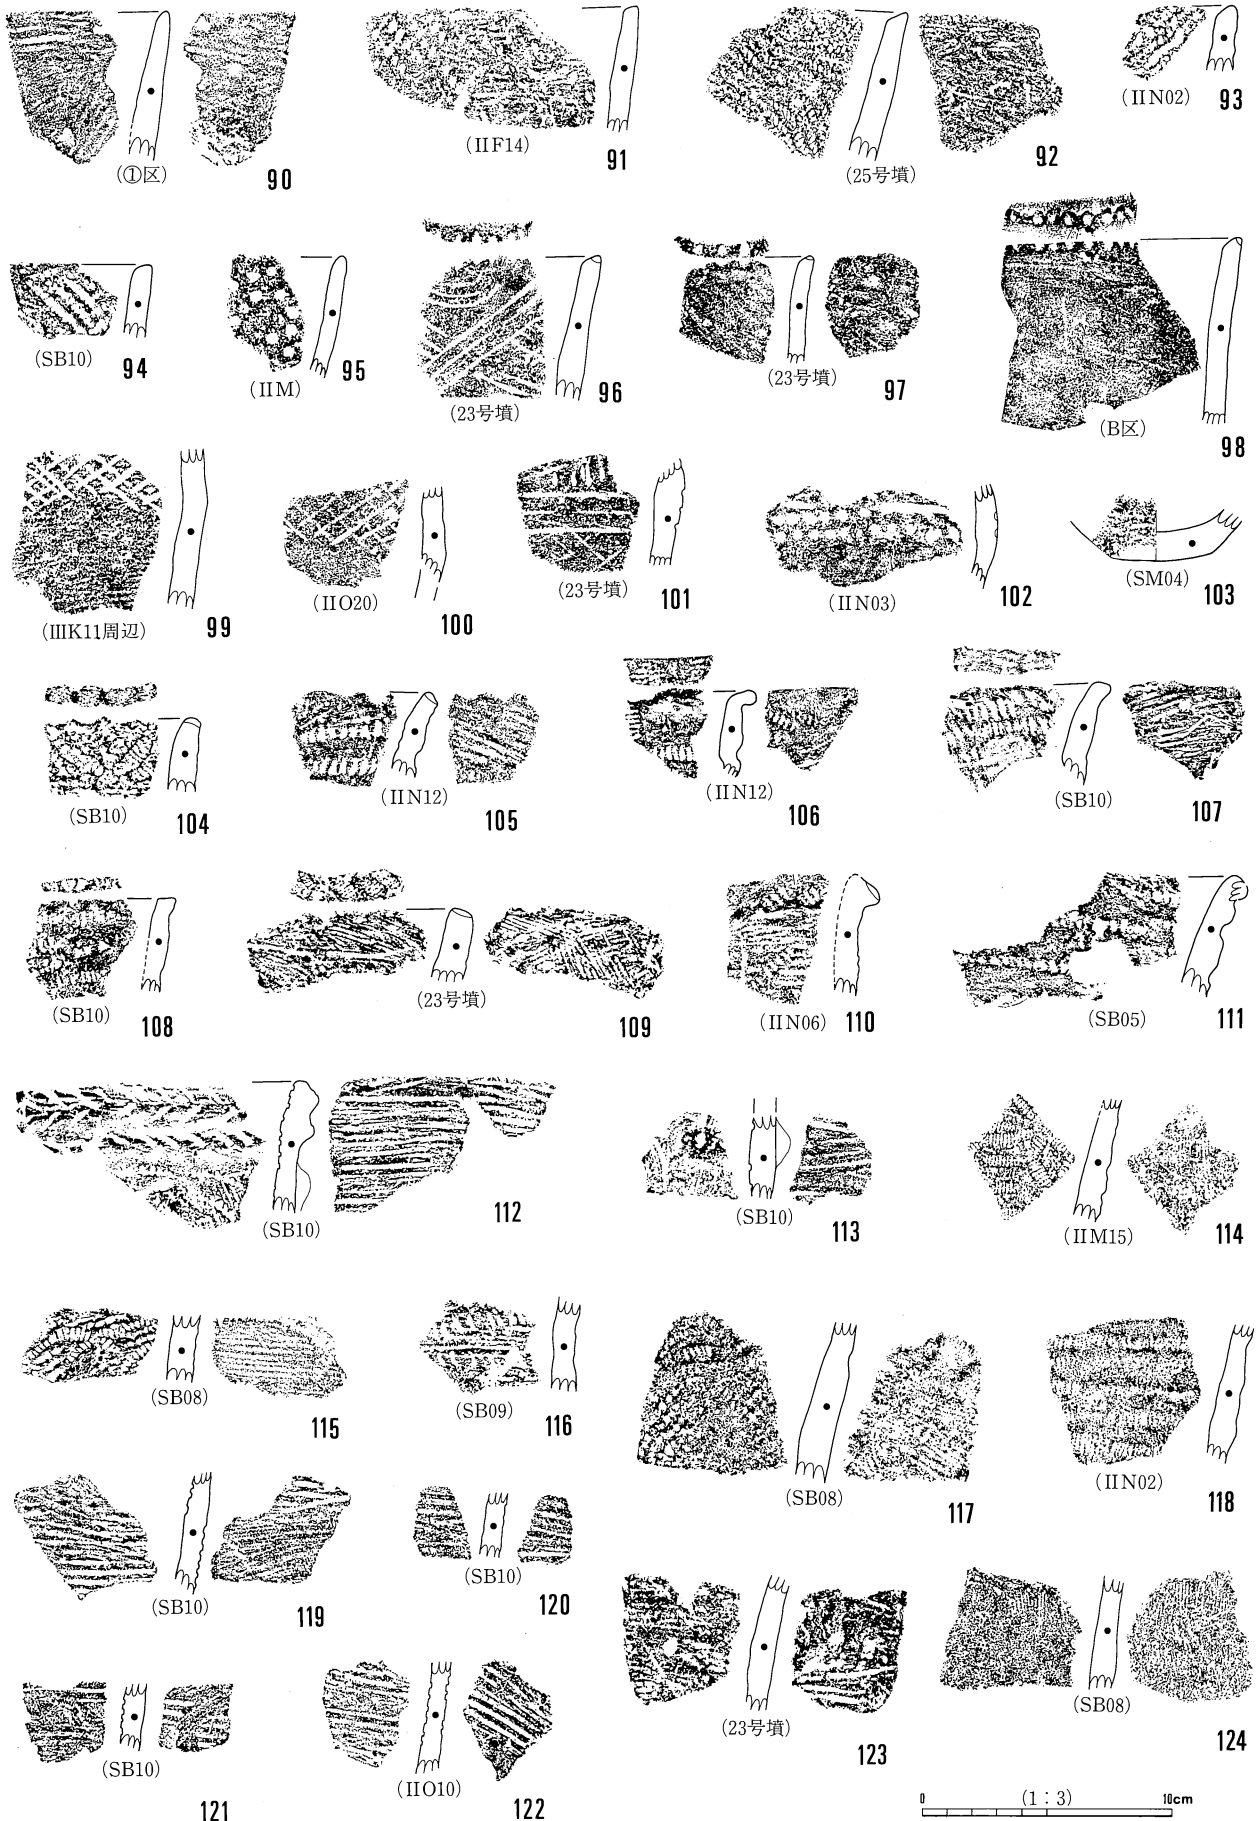 (①区)
90
(IIF14)
91
(25号墳)
92
(IIN02)
93
(SB10)
94
(IIM)
95
(23号墳)
96
(23号墳)
97
(B区)
98
(IIIK11周辺)
99
(IIO20)
100
(23号墳)
101
(IIN03)
102
(SM04)
103
(SB10)
104
(IIN12)
105
(IIN12)
106
(SB10)
107
(SB10)
108
(23号墳)
109
(IIN06)
110
(SB05)
111
(SB10)
112
(SB10)
113
(IIM15)
114
(SB08)
115
(SB09)
116
(SB08)
117
(IIN02)
118
(SB10)
119
(SB10)
120
(SB10)
121
(IIO10)
122
(23号墳)
123
(SB08)
124
0 (1:3) 10cm